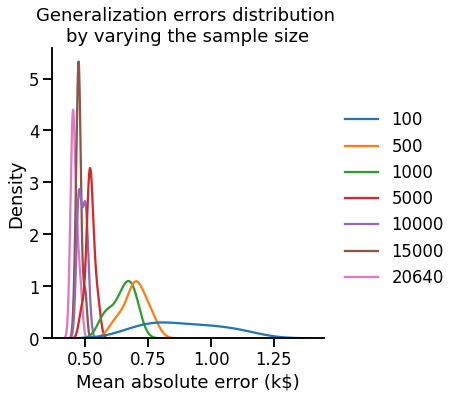 Generalization errors distribution
by varying the sample size
Density
5
4
3
2
1
0
0.50 0.75 1.00 1.25
Mean absolute error (k$)
100
500
1000
5000
10000
15000
20640